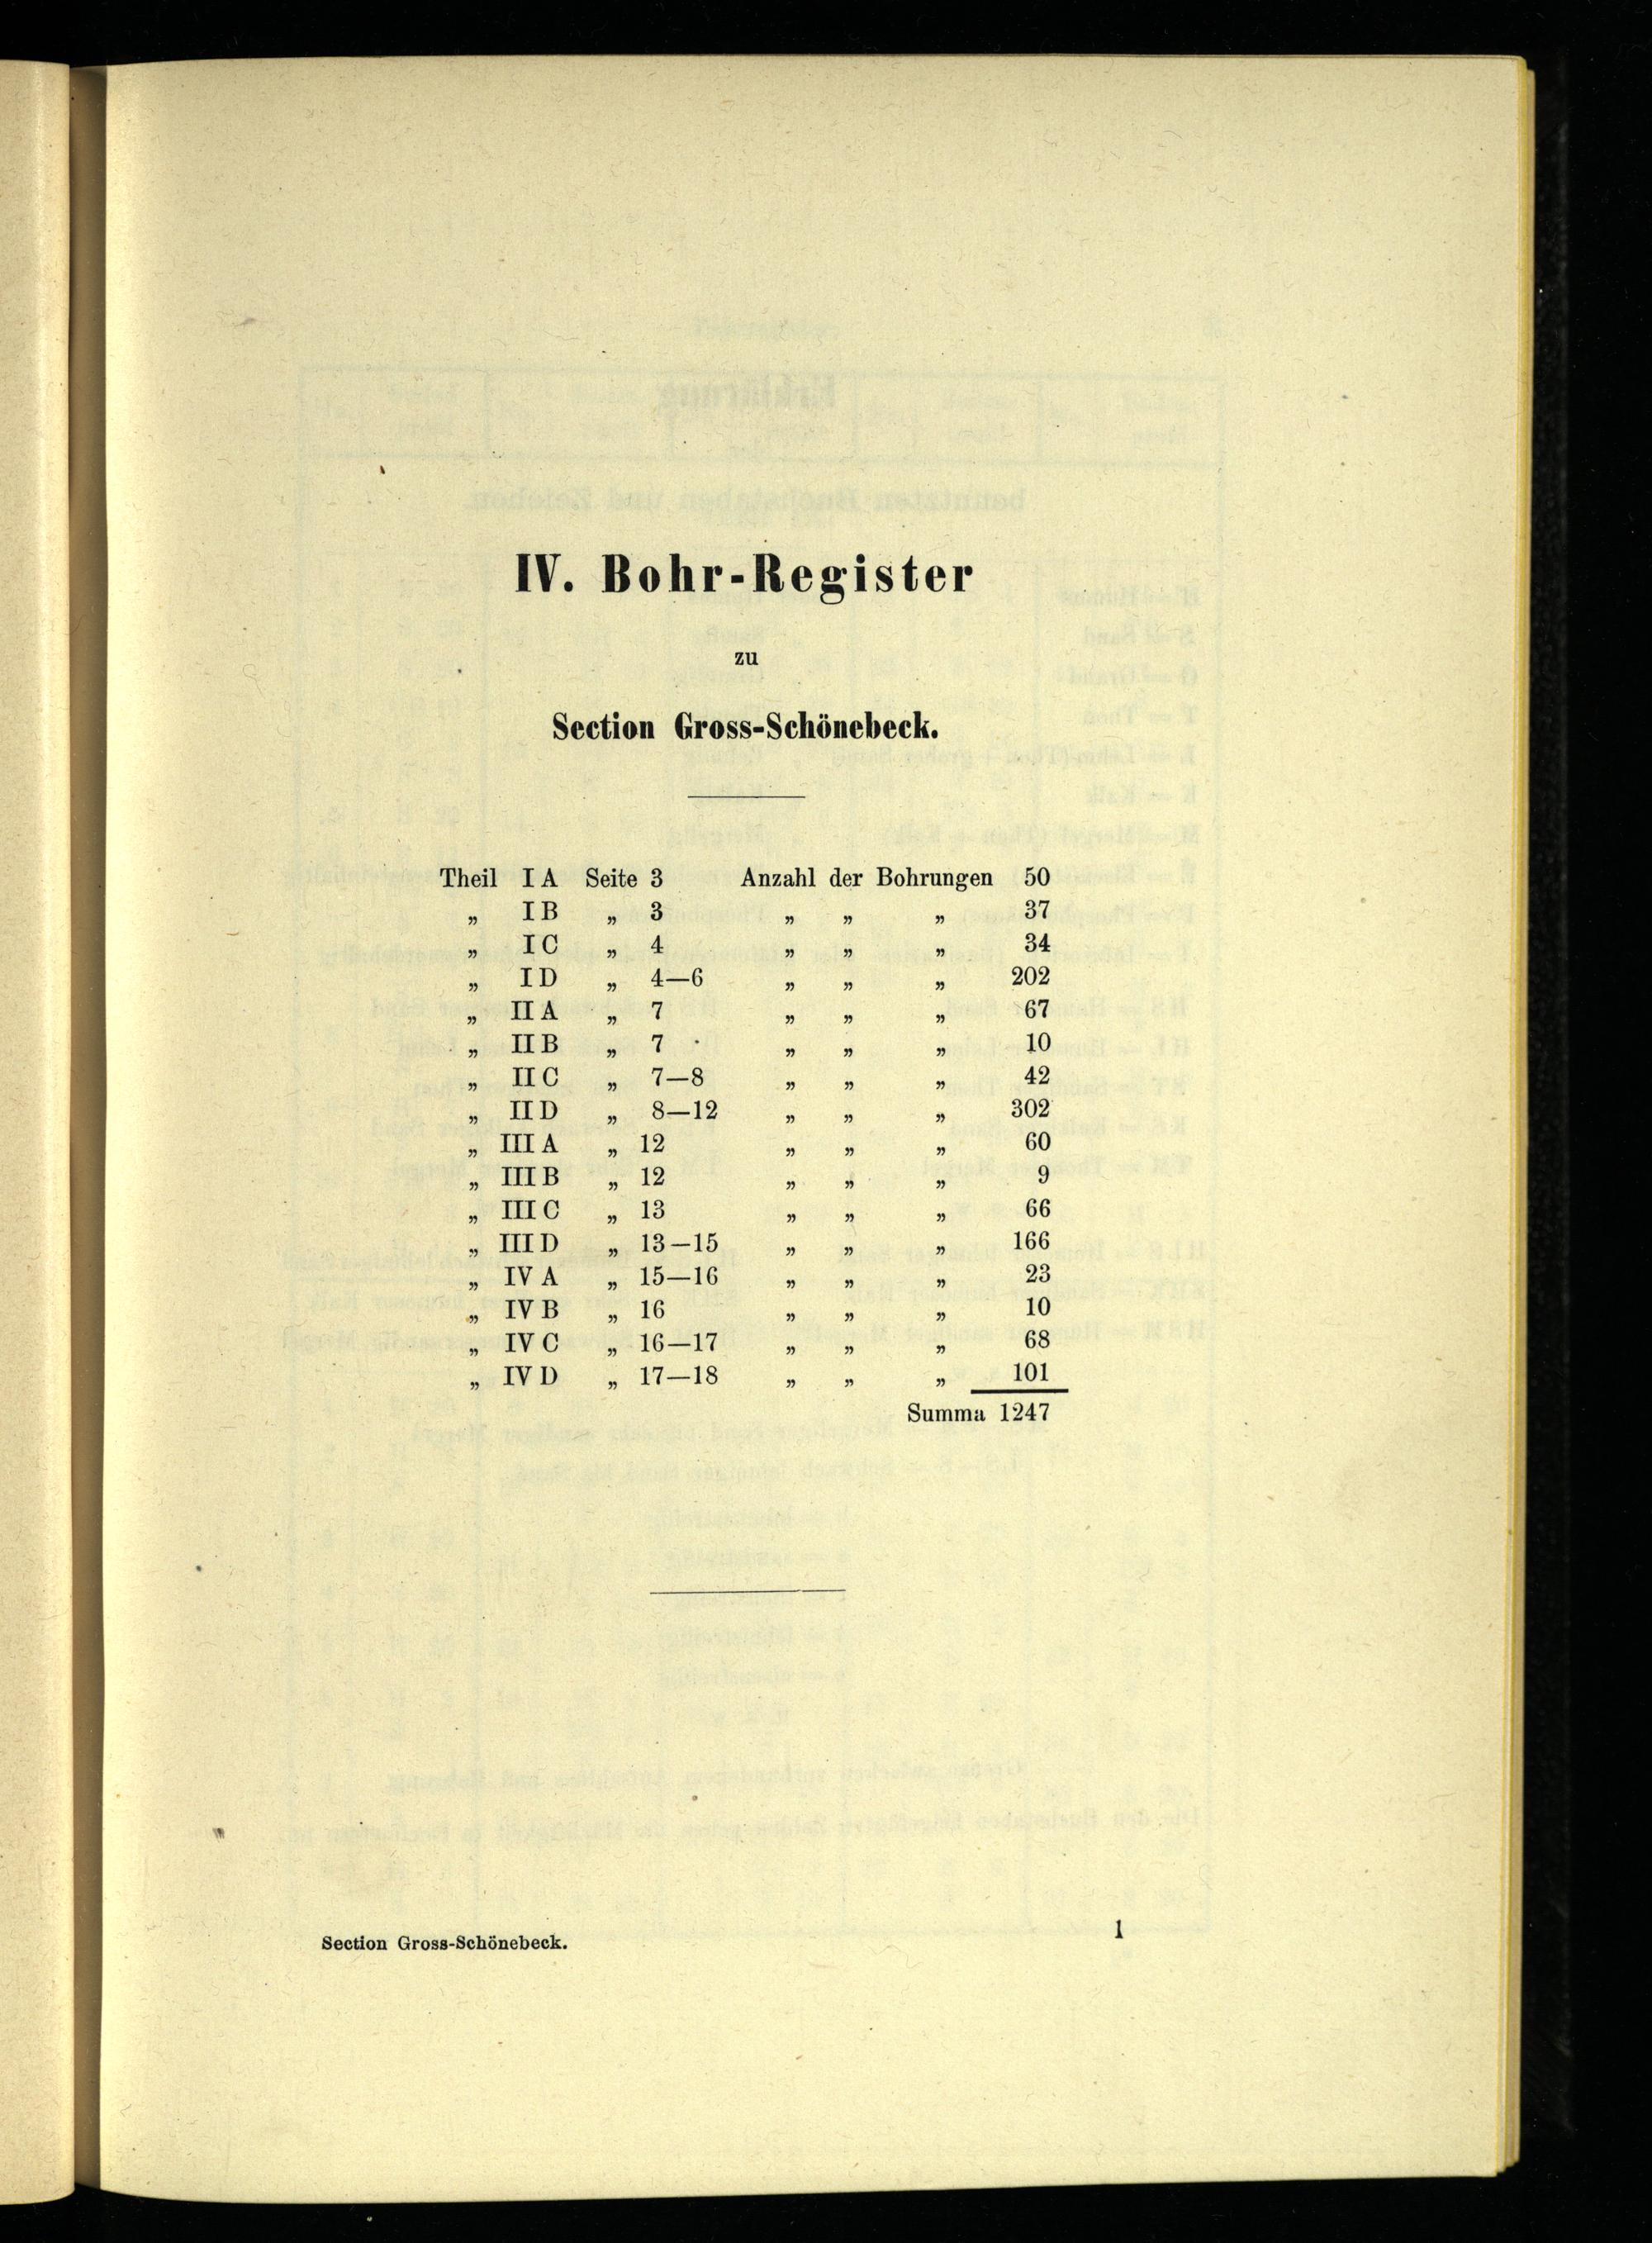 IV. Bohr-Register
zu
Section Gross-Schönebeck.
Theil I A Seite 3 Anzahl der Bohrungen 50
„ I B „ 3 „ „ „ 37
„ I C „ 4 „ „ „ 34
„ I D „ 4—6 „ „ „ 202
„ II A „ 7 „ „ „ 67
„ II B „ 7 „ „ „ 10
„ II C „ 7—8 „ „ „ 42
„ II D „ 8—12 „ „ „ 302
„ III A „ 12 „ „ „ 60
„ III B „ 12 „ „ „ 9
„ III C „ 13 „ „ „ 66
„ III D „ 13—15 „ „ „ 166
„ IV A „ 15—16 „ „ „ 23
„ IV B „ 16 „ „ „ 10
„ IV C „ 16—17 „ „ „ 68
„ IV D „ 17—18 „ „ „ 101
Summa 1247
Section Gross-Schönebeck. 1